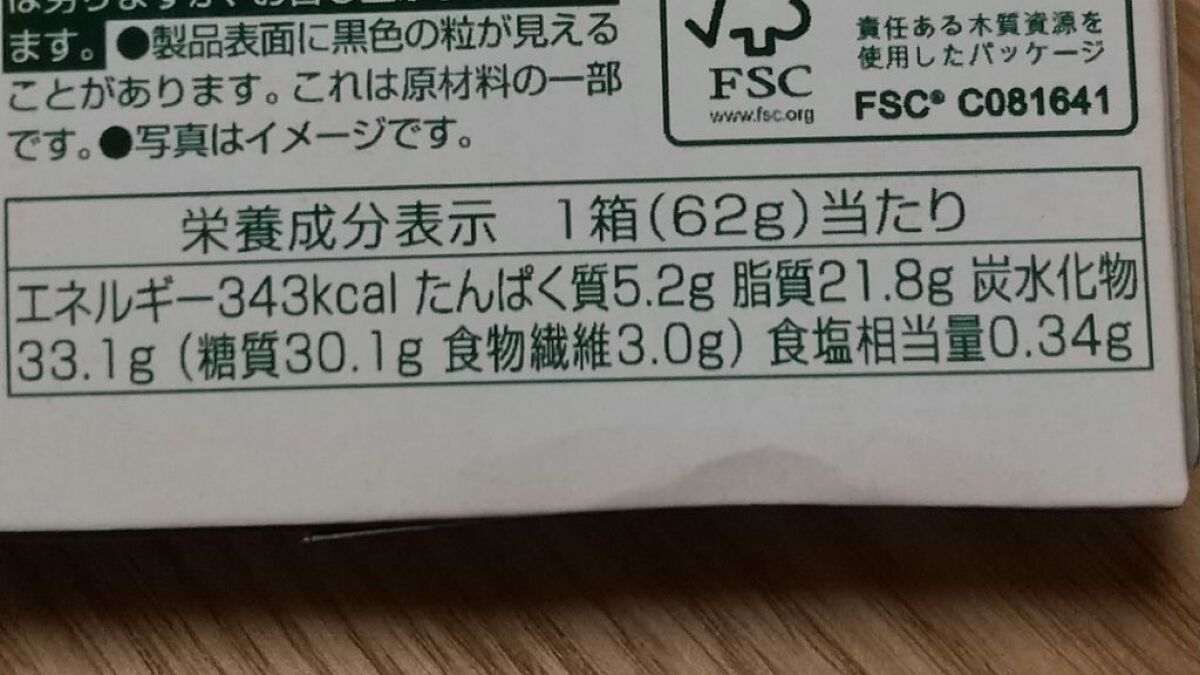 ます。●製品表面に黒色の粒が見える
ことがあります。これは原材料の一部
です。●写真はイメージです。
FSC
www.fsc.org
責任ある木質資源を
使用したパッケージ
FSC® C081641
栄養成分表示 1箱(62g)当たり
エネルギー343kcal たんぱく質5.2g 脂質21.8g 炭水化物
33.1g (糖質30.1g 食物繊維3.0g) 食塩相当量0.34g